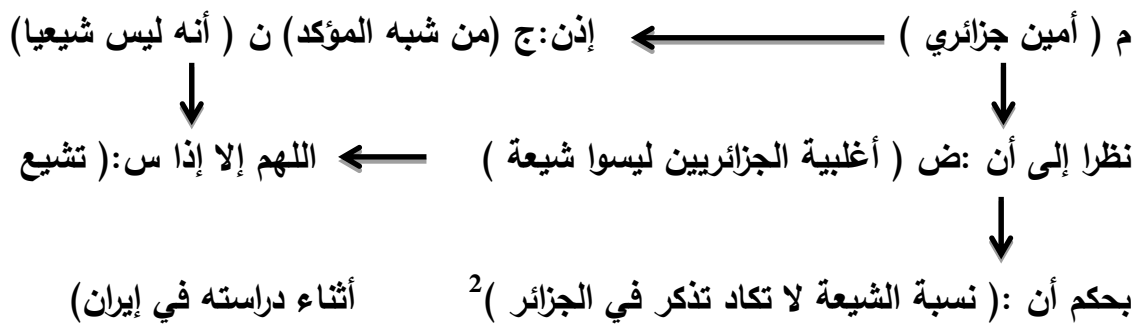 م ( أمين جزائري ) إذن:ج (من شبه المؤكد) ن ( أنه ليس شيعيا)
نظرا إلى أن :ض ( أغلبية الجزائريين ليسوا شيعة ) اللهم إلا إذا س:( تشيع
بحكم أن :( نسبة الشيعة لا تكاد تذكر في الجزائر )2 أثناء دراسته في إيران)